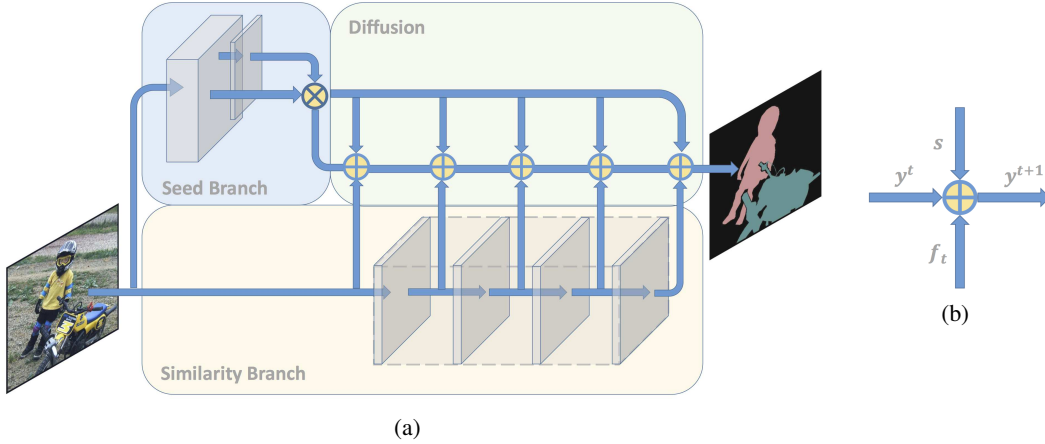 Diffusion
Seed Branch
Similarity Branch
(a)
s
y^t
y^{t+1}
f_t
(b)